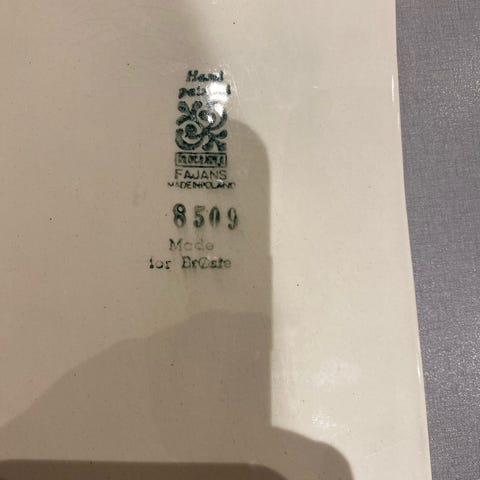 Hand
painted
FAJANS
MADE IN POLAND
8509
Made
for BrØste